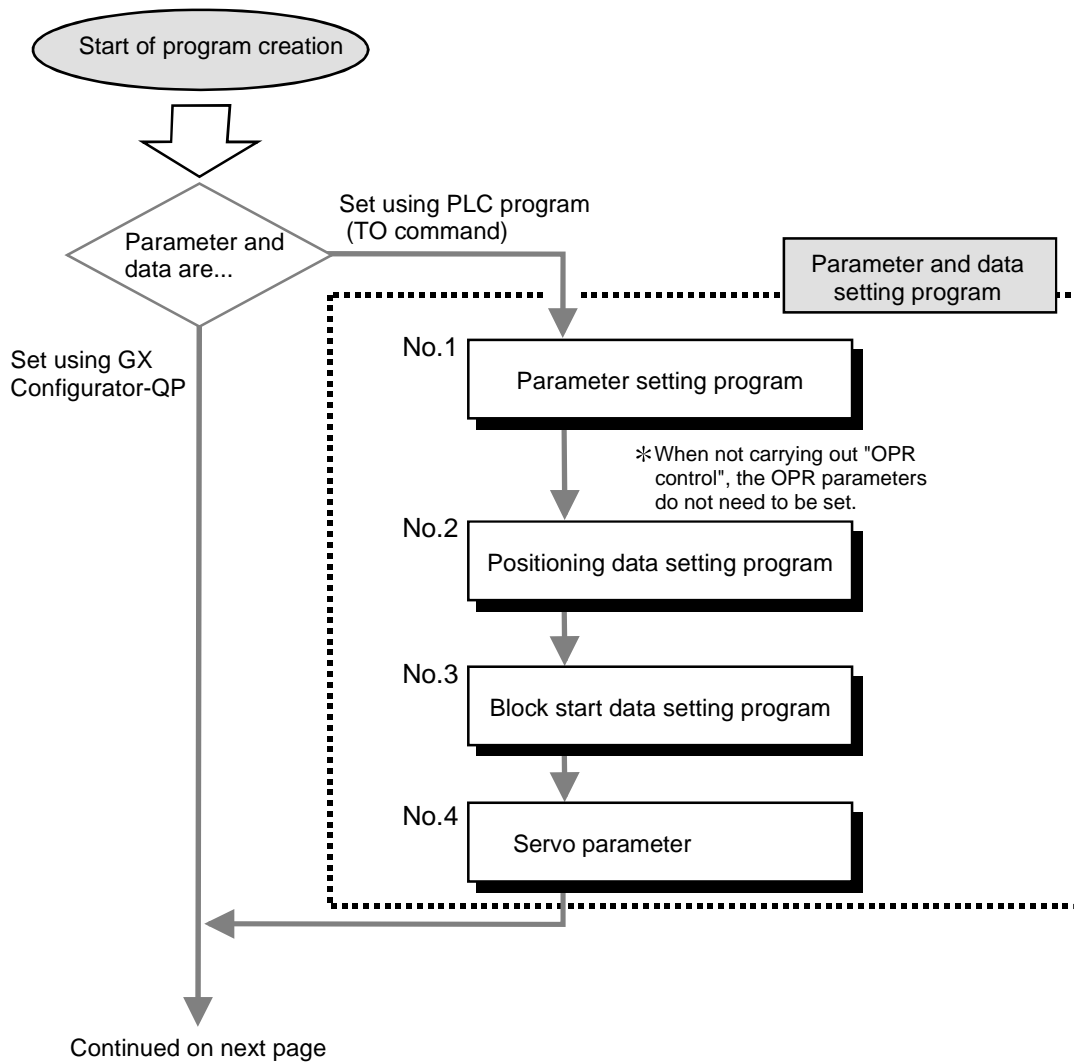 Start of program creation
Parameter and
data are...
Set using PLC program
(TO command)
Parameter and data
setting program
Set using GX
Configurator-QP
No.1
Parameter setting program
＊When not carrying out "OPR
control", the OPR parameters
do not need to be set.
No.2
Positioning data setting program
No.3
Block start data setting program
No.4
Servo parameter
Continued on next page